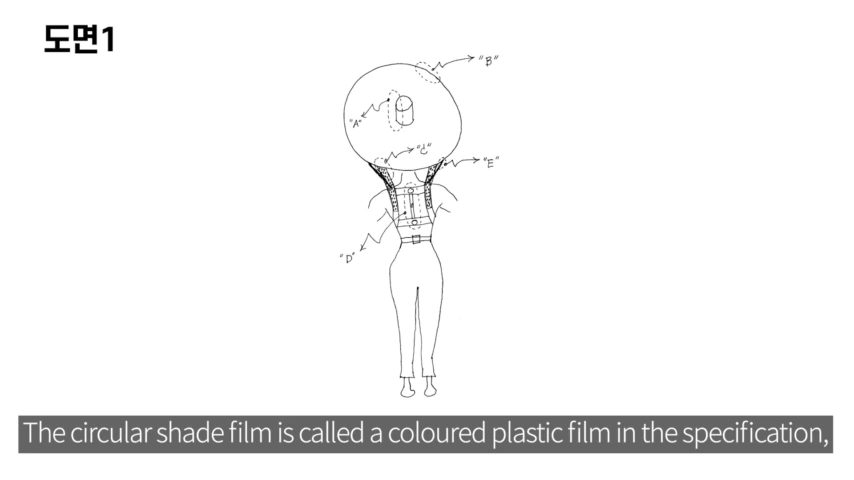 도면1
"B"
"A"
"C"
"E"
"D"
The circular shade film is called a coloured plastic film in the specification,